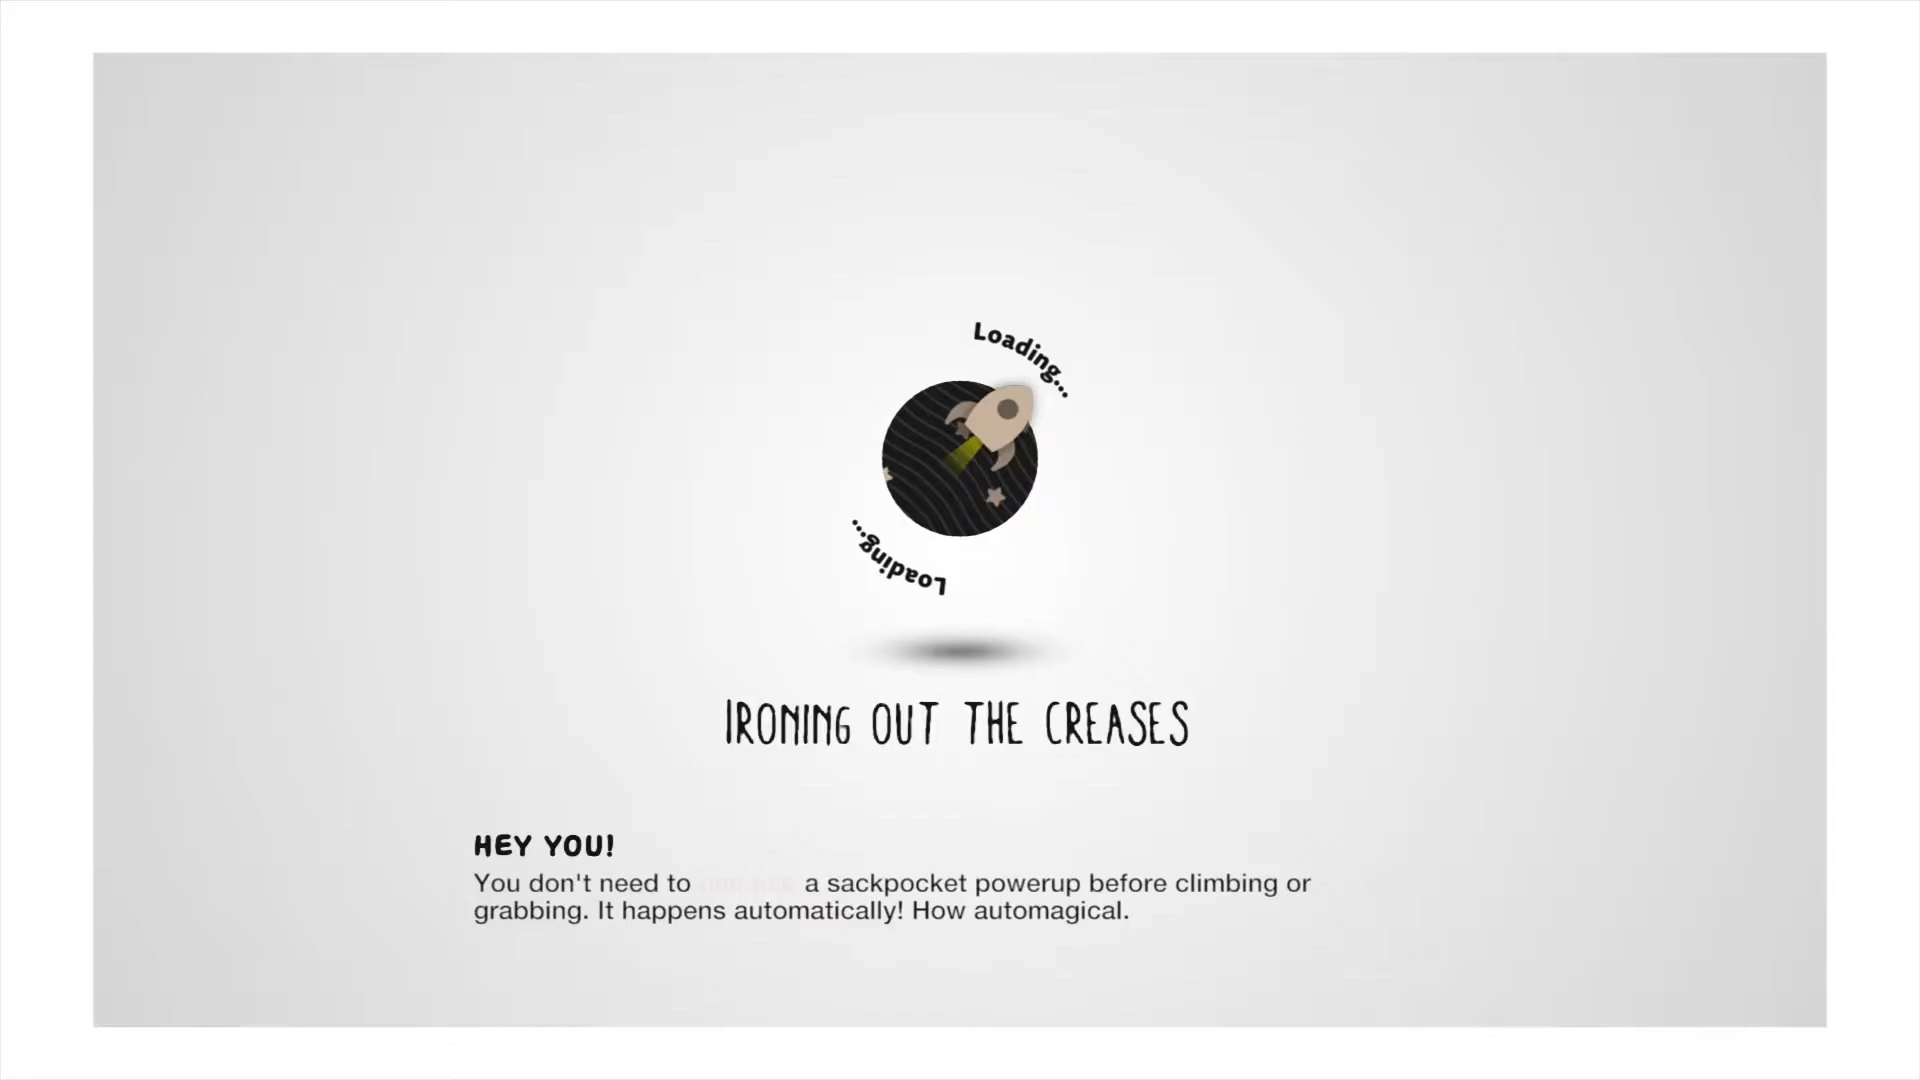 Loading...
Loading...
IRONING OUT THE CREASES
HEY YOU!
You don't need to a sackpocket powerup before climbing or
grabbing. It happens automatically! How automagical.